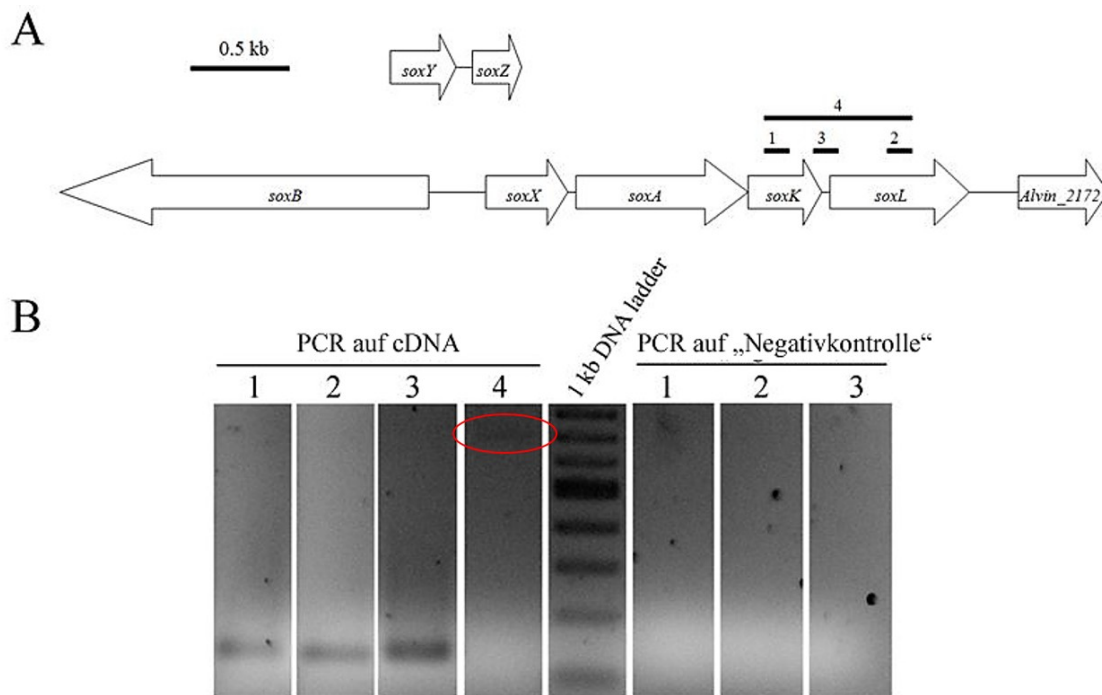 A
0.5 kb
soxY soxZ
4
1 3 2
soxB soxX soxA soxK soxL Alvin_2172
B
PCR auf cDNA
1 kb DNA ladder
PCR auf „Negativkontrolle“
1 2 3 4 1 2 3